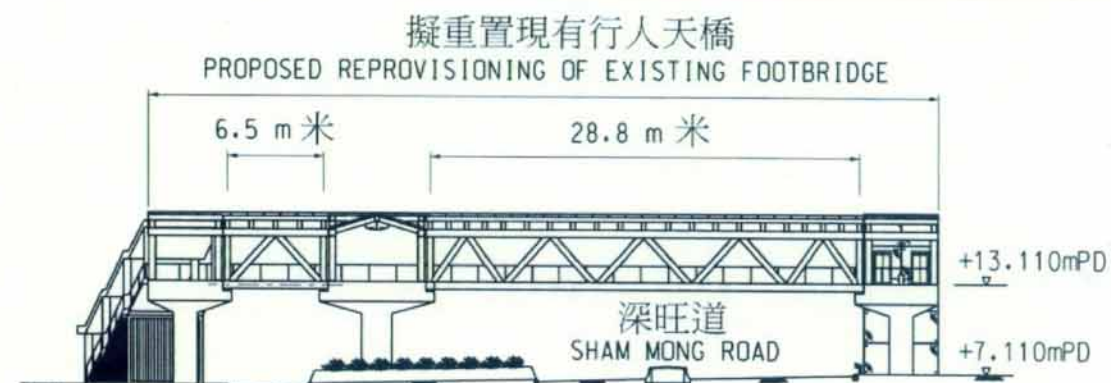 擬重置現有行人天橋
PROPOSED REPROVISIONING OF EXISTING FOOTBRIDGE
6.5 m 米
28.8 m 米
+13.110mPD
深旺道
SHAM MONG ROAD
+7.110mPD